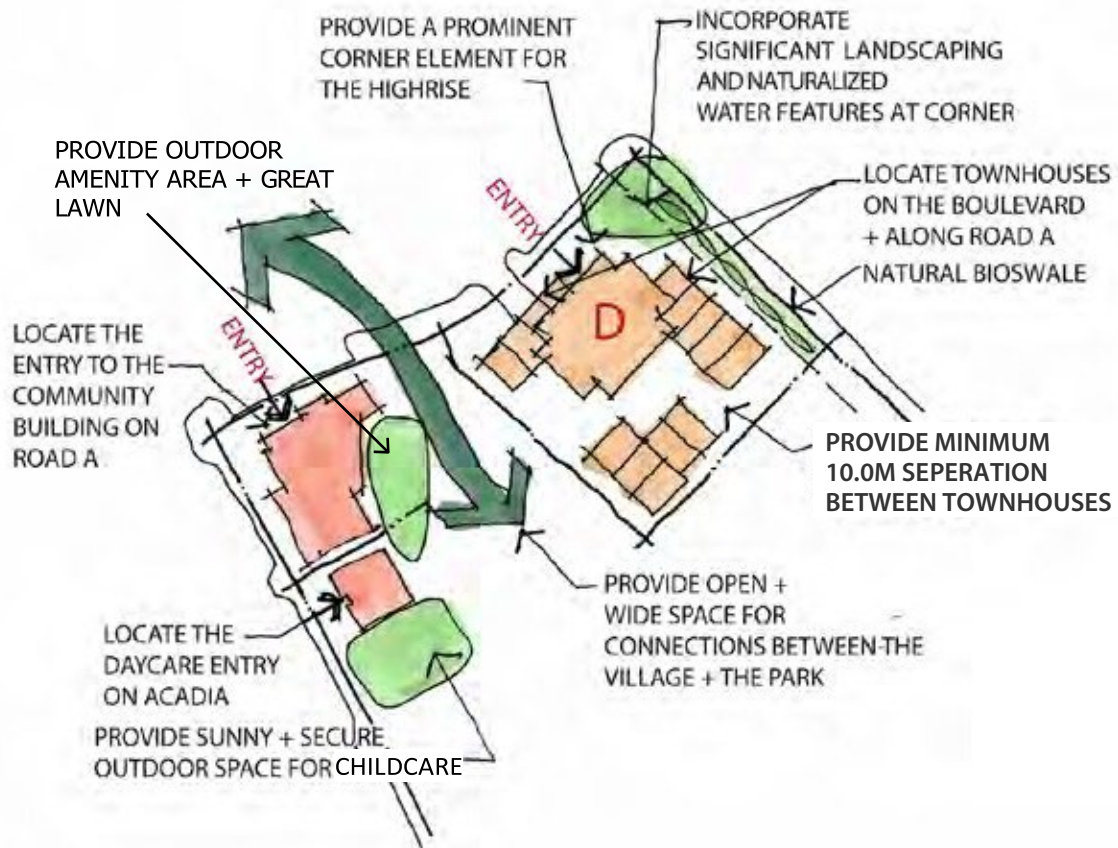 PROVIDE A PROMINENT
CORNER ELEMENT FOR
THE HIGHRISE
INCORPORATE
SIGNIFICANT LANDSCAPING
AND NATURALIZED
WATER FEATURES AT CORNER
PROVIDE OUTDOOR
AMENITY AREA + GREAT
LAWN
ENTRY
LOCATE TOWNHOUSES
ON THE BOULEVARD
+ ALONG ROAD A
NATURAL BIOSWALE
D
LOCATE THE
ENTRY TO THE
COMMUNITY
BUILDING ON
ROAD A
ENTRY
PROVIDE MINIMUM
10.0M SEPERATION
BETWEEN TOWNHOUSES
PROVIDE OPEN +
WIDE SPACE FOR
CONNECTIONS BETWEEN THE
VILLAGE + THE PARK
LOCATE THE
DAYCARE ENTRY
ON ACADIA
PROVIDE SUNNY + SECURE
OUTDOOR SPACE FOR CHILDCARE